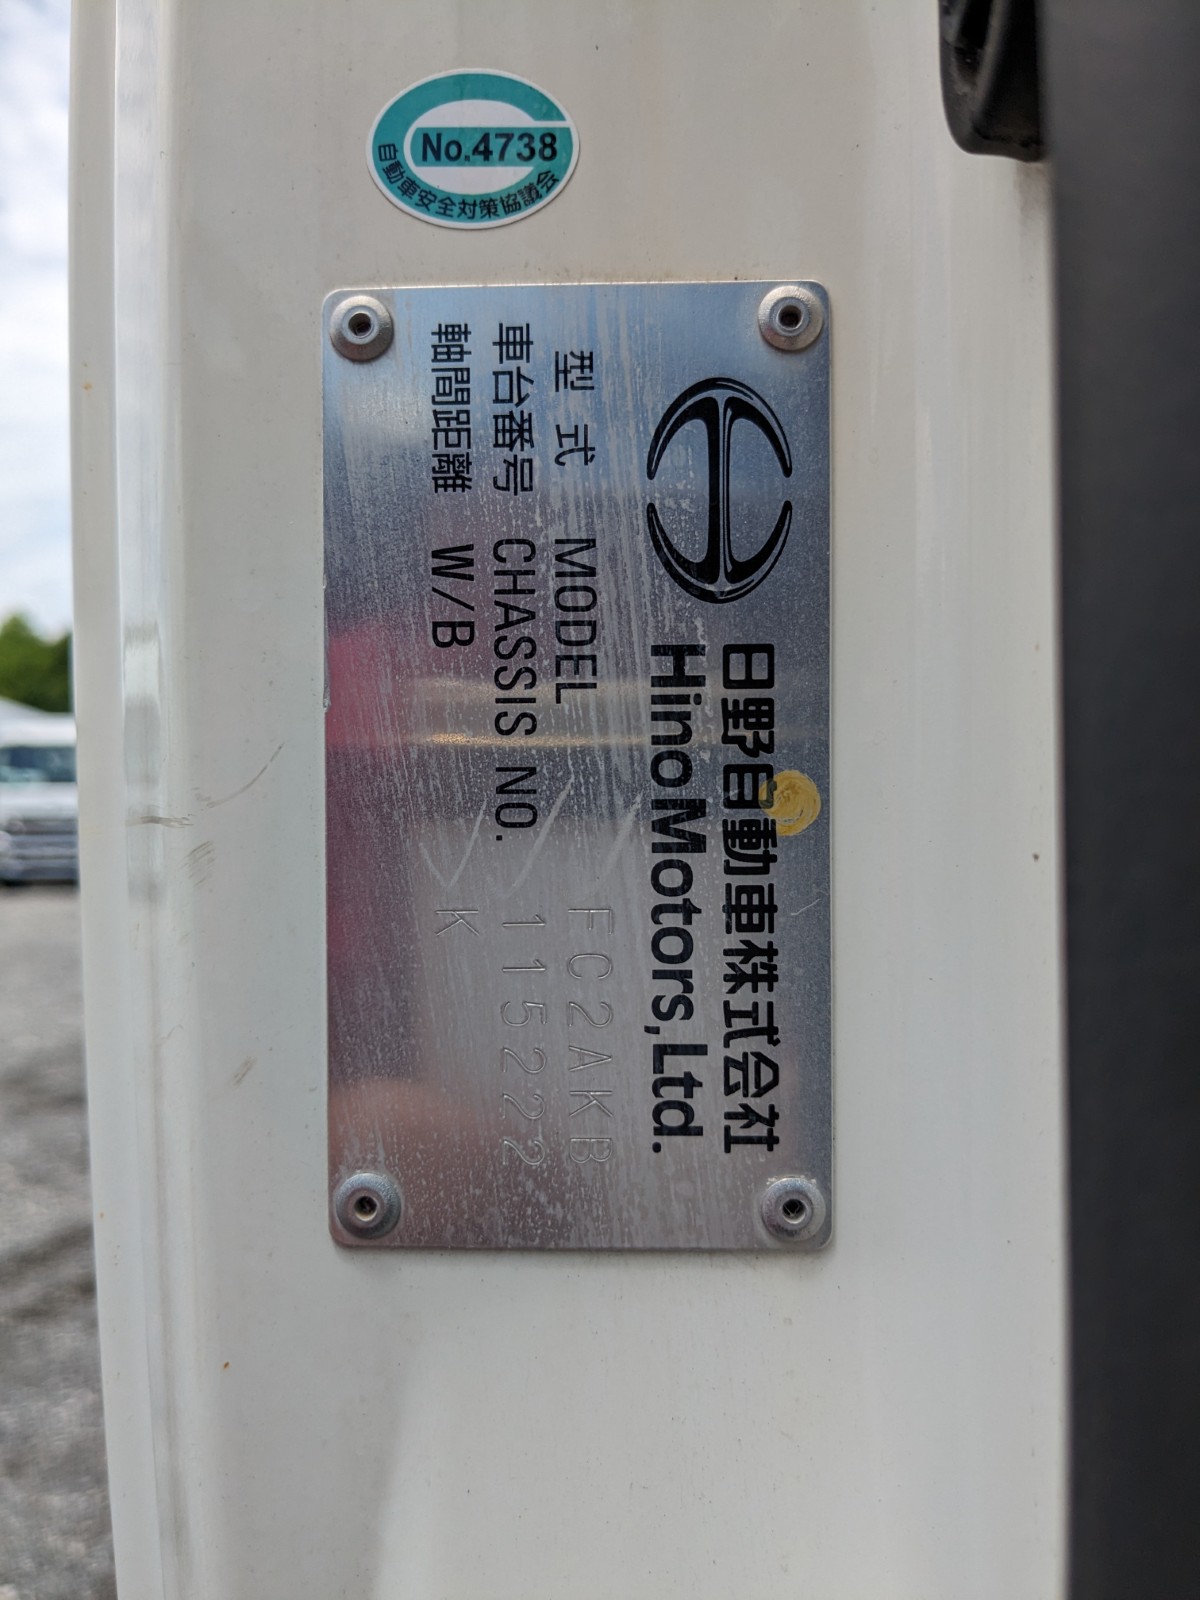 No.4738
自動車安全対策協議会
日野自動車株式会社
Hino Motors, Ltd.
型式 MODEL FC2AKB
車台番号 CHASSIS NO. 115222
軸間距離 W/B K